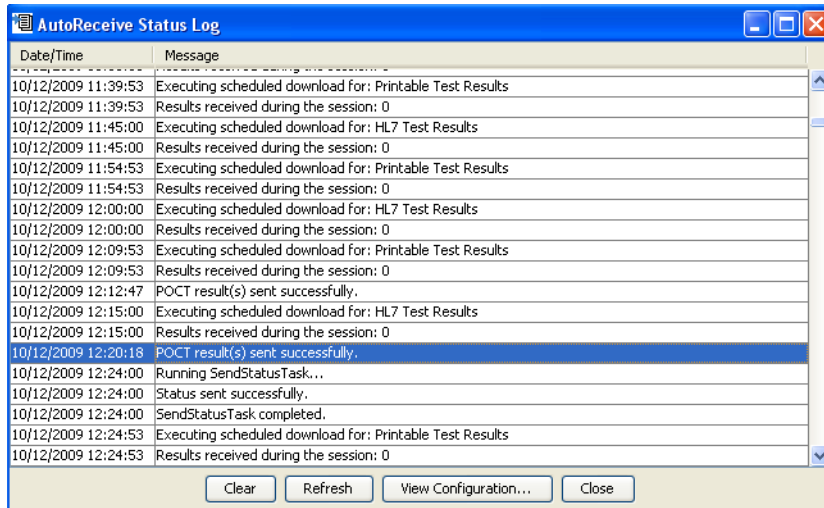 AutoReceive Status Log
Date/Time Message
10/12/2009 11:39:53 Executing scheduled download for: Printable Test Results
10/12/2009 11:39:53 Results received during the session: 0
10/12/2009 11:45:00 Executing scheduled download for: HL7 Test Results
10/12/2009 11:45:00 Results received during the session: 0
10/12/2009 11:54:53 Executing scheduled download for: Printable Test Results
10/12/2009 11:54:53 Results received during the session: 0
10/12/2009 12:00:00 Executing scheduled download for: HL7 Test Results
10/12/2009 12:00:00 Results received during the session: 0
10/12/2009 12:09:53 Executing scheduled download for: Printable Test Results
10/12/2009 12:09:53 Results received during the session: 0
10/12/2009 12:12:47 POCT result(s) sent successfully.
10/12/2009 12:15:00 Executing scheduled download for: HL7 Test Results
10/12/2009 12:15:00 Results received during the session: 0
10/12/2009 12:20:18 POCT result(s) sent successfully.
10/12/2009 12:24:00 Running SendStatusTask...
10/12/2009 12:24:00 Status sent successfully.
10/12/2009 12:24:00 SendStatusTask completed.
10/12/2009 12:24:53 Executing scheduled download for: Printable Test Results
10/12/2009 12:24:53 Results received during the session: 0
Clear Refresh View Configuration... Close